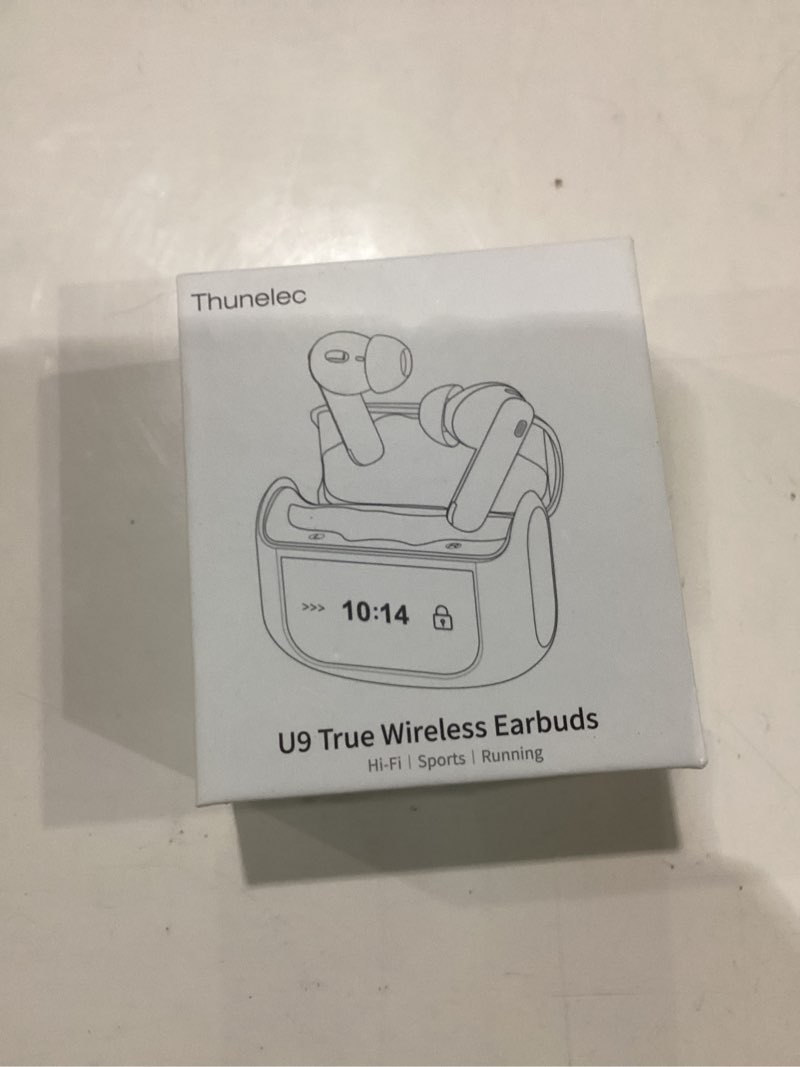 Thunelec
L
R
>>> 10:14
U9 True Wireless Earbuds
Hi-Fi | Sports | Running